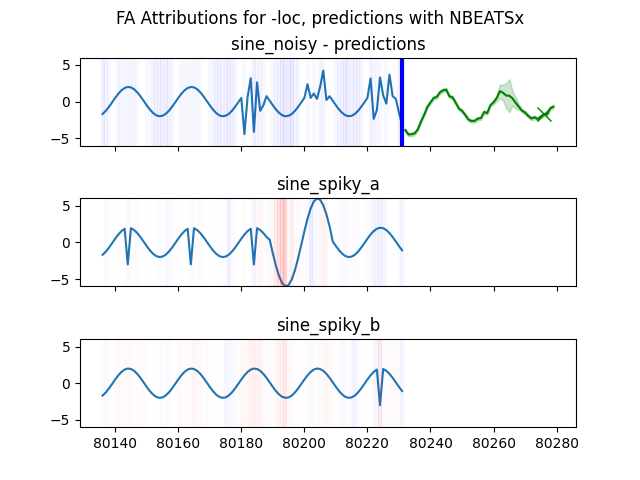 FA Attributions for -loc, predictions with NBEATSx
sine_noisy - predictions
5
0
−5
sine_spiky_a
5
0
−5
sine_spiky_b
5
0
−5
80140 80160 80180 80200 80220 80240 80260 80280